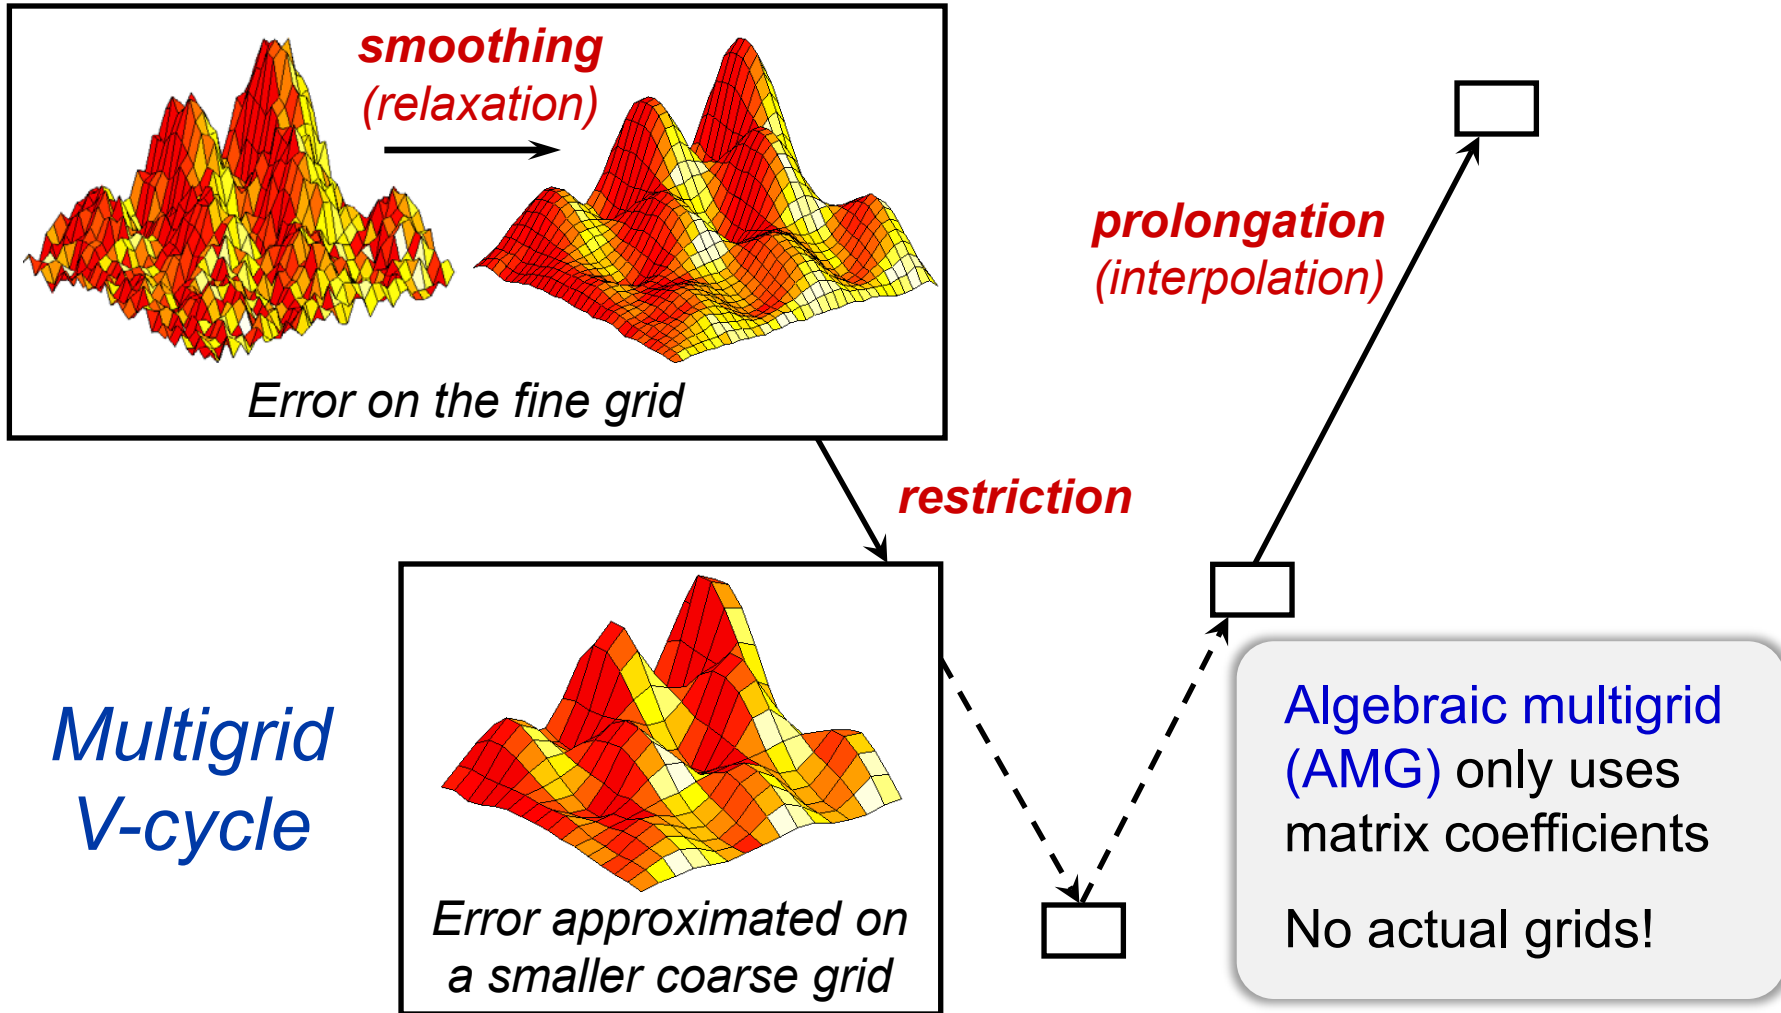 smoothing
(relaxation)
Error on the fine grid
prolongation
(interpolation)
restriction
Multigrid
V-cycle
Error approximated on
a smaller coarse grid
Algebraic multigrid
(AMG) only uses
matrix coefficients
No actual grids!